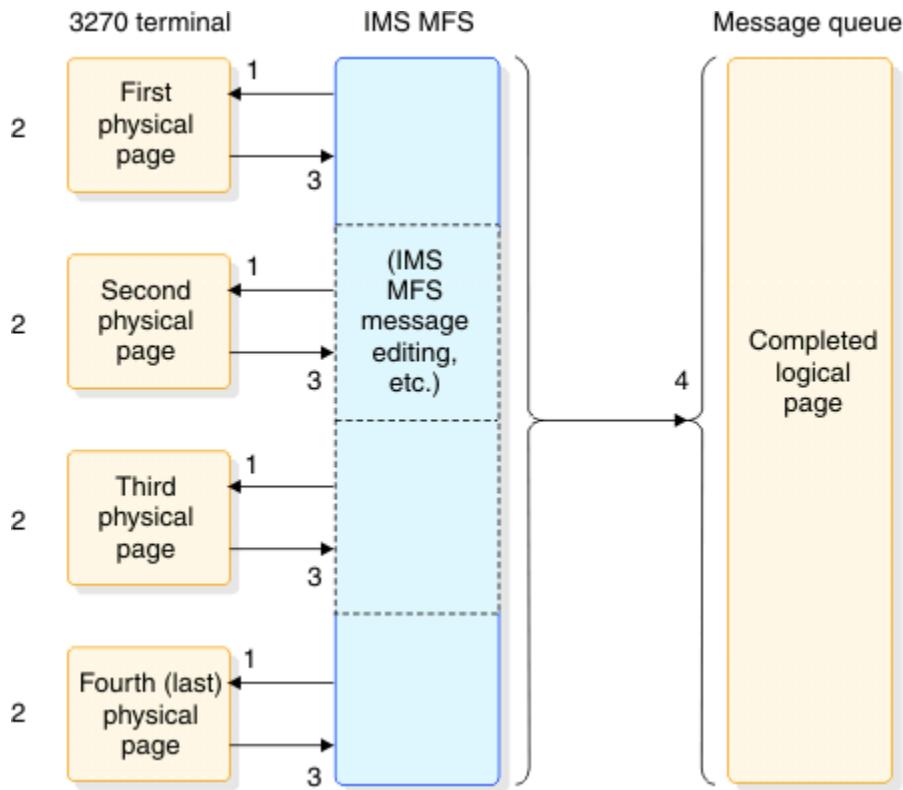 3270 terminal
IMS MFS
Message queue
1
First
physical
page
2
3
1
Second
physical
page
2
3
(IMS
MFS
message
editing,
etc.)
4
Completed
logical
page
1
Third
physical
page
2
3
1
Fourth (last)
physical
page
2
3